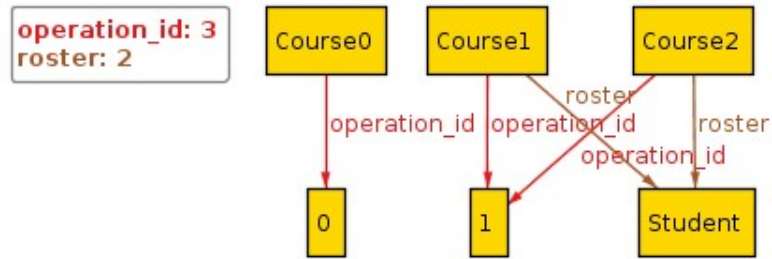 operation_id: 3
roster: 2
Course0
Course1
Course2
roster
operation_id
operation_id
roster
operation_id
0
1
Student